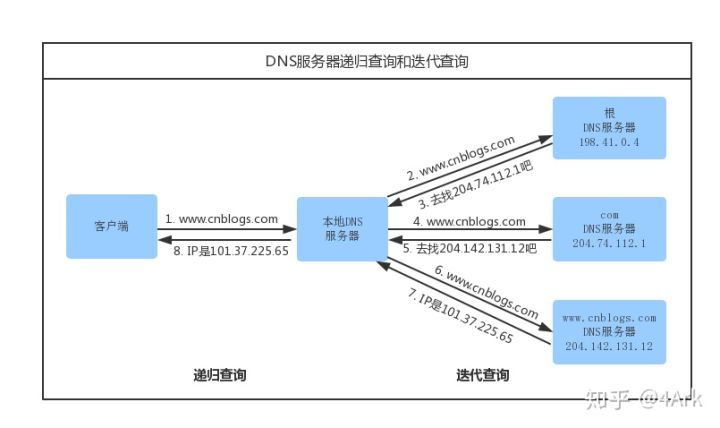 DNS服务器递归查询和迭代查询
根
DNS服务器
198.41.0.4
2. www.cnblogs.com
3. 去找204.74.112.1吧
客户端
1. www.cnblogs.com
8. IP是101.37.225.65
本地DNS
服务器
4. www.cnblogs.com
5. 去找204.142.131.12吧
com
DNS服务器
204.74.112.1
6. www.cnblogs.com
7. IP是101.37.225.65
www.cnblogs.com
DNS服务器
204.142.131.12
递归查询
迭代查询
知乎 @4Ark